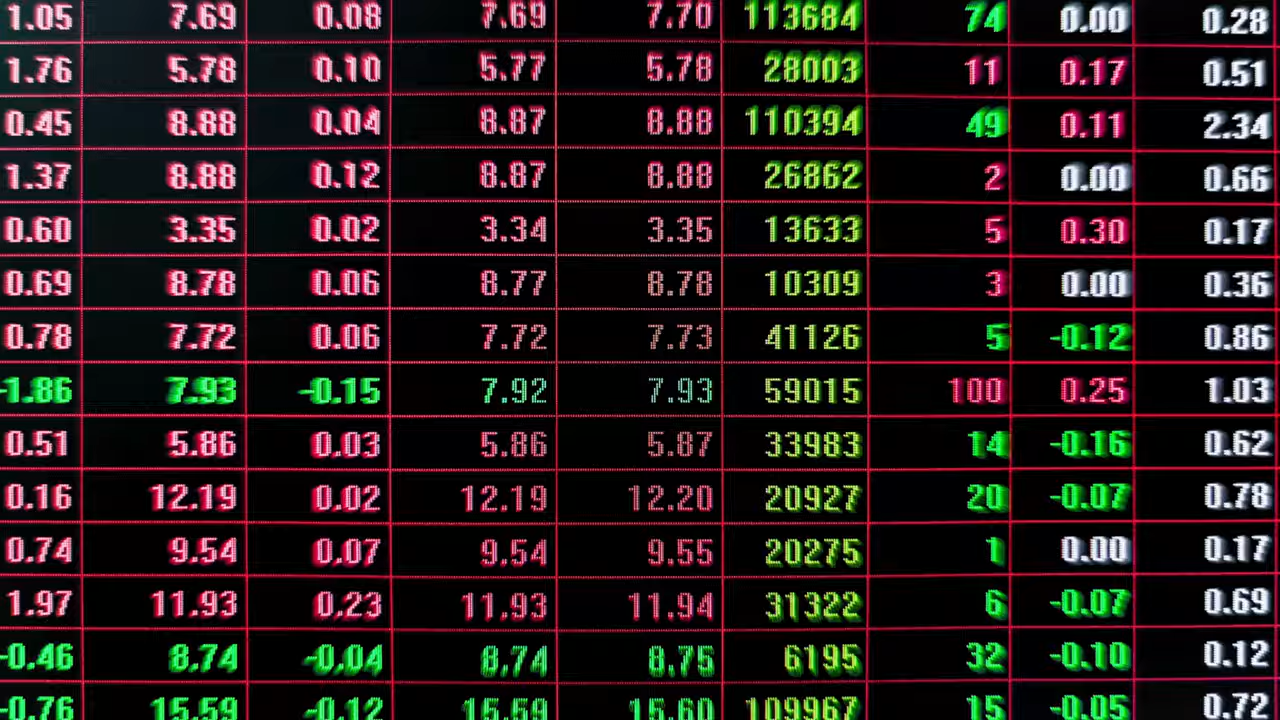 1.05 7.69 0.08 7.69 7.70 113684 74 0.00 0.28
1.76 5.78 0.10 5.77 5.78 28003 11 0.17 0.51
0.45 8.88 0.04 8.87 8.88 110394 49 0.11 2.34
1.37 8.88 0.12 8.87 8.88 26862 2 0.00 0.66
0.60 3.35 0.02 3.34 3.35 13633 5 0.30 0.17
0.69 8.78 0.06 8.77 8.78 10309 3 0.00 0.36
0.78 7.72 0.06 7.72 7.73 41126 5 -0.12 0.86
-1.86 7.93 -0.15 7.92 7.93 59015 100 0.25 1.03
0.51 5.86 0.03 5.86 5.87 33983 14 -0.16 0.62
0.16 12.19 0.02 12.19 12.20 20927 20 -0.07 0.78
0.74 9.54 0.07 9.54 9.55 20275 1 0.00 0.17
1.97 11.93 0.23 11.93 11.94 31322 6 -0.07 0.69
-0.46 8.74 -0.04 8.74 8.75 6195 32 -0.10 0.12
-0.76 15.59 -0.12 15.59 15.60 109967 15 -0.05 0.72